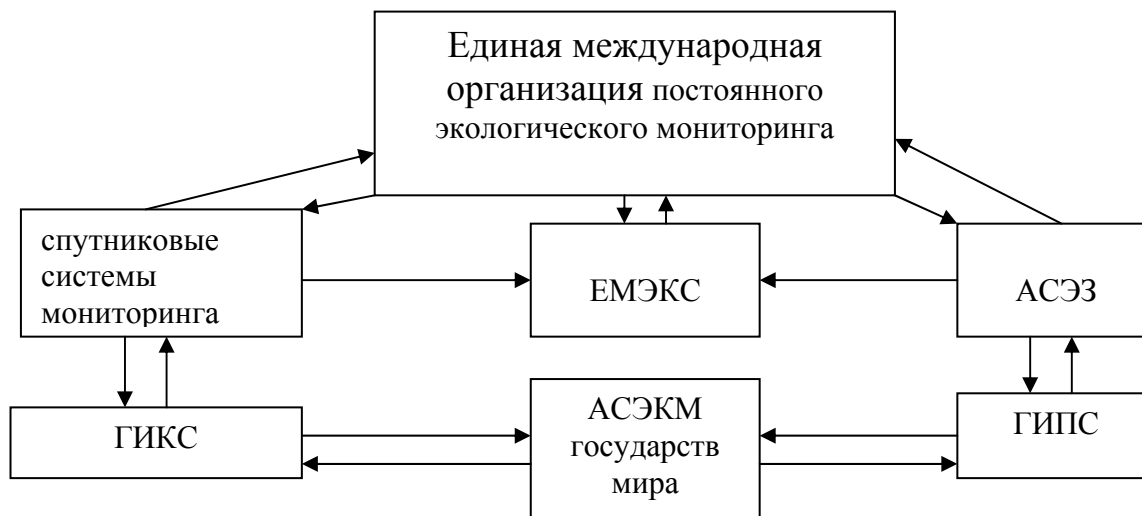 Единая международная
организация постоянного
экологического мониторинга
спутниковые
системы
мониторинга
ЕМЭКС
АСЭЗ
ГИКС
АСЭКМ
государств
мира
ГИПС